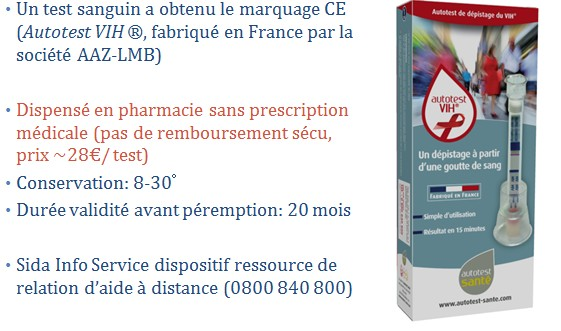 • Un test sanguin a obtenu le marquage CE
(Autotest VIH ®, fabriqué en France par la
société AAZ-LMB)
• Dispensé en pharmacie sans prescription
médicale (pas de remboursement sécu,
prix ~28€/ test)
• Conservation: 8-30°
• Durée validité avant péremption: 20 mois
• Sida Info Service dispositif ressource de
relation d’aide à distance (0800 840 800)
Autotest de dépistage du VIH*
autotest
VIH®
Un dépistage à partir
d'une goutte de sang
FABRIQUÉ EN FRANCE
Simple d'utilisation
Résultat en 15 minutes
autotest
santé
www.autotest-sante.com